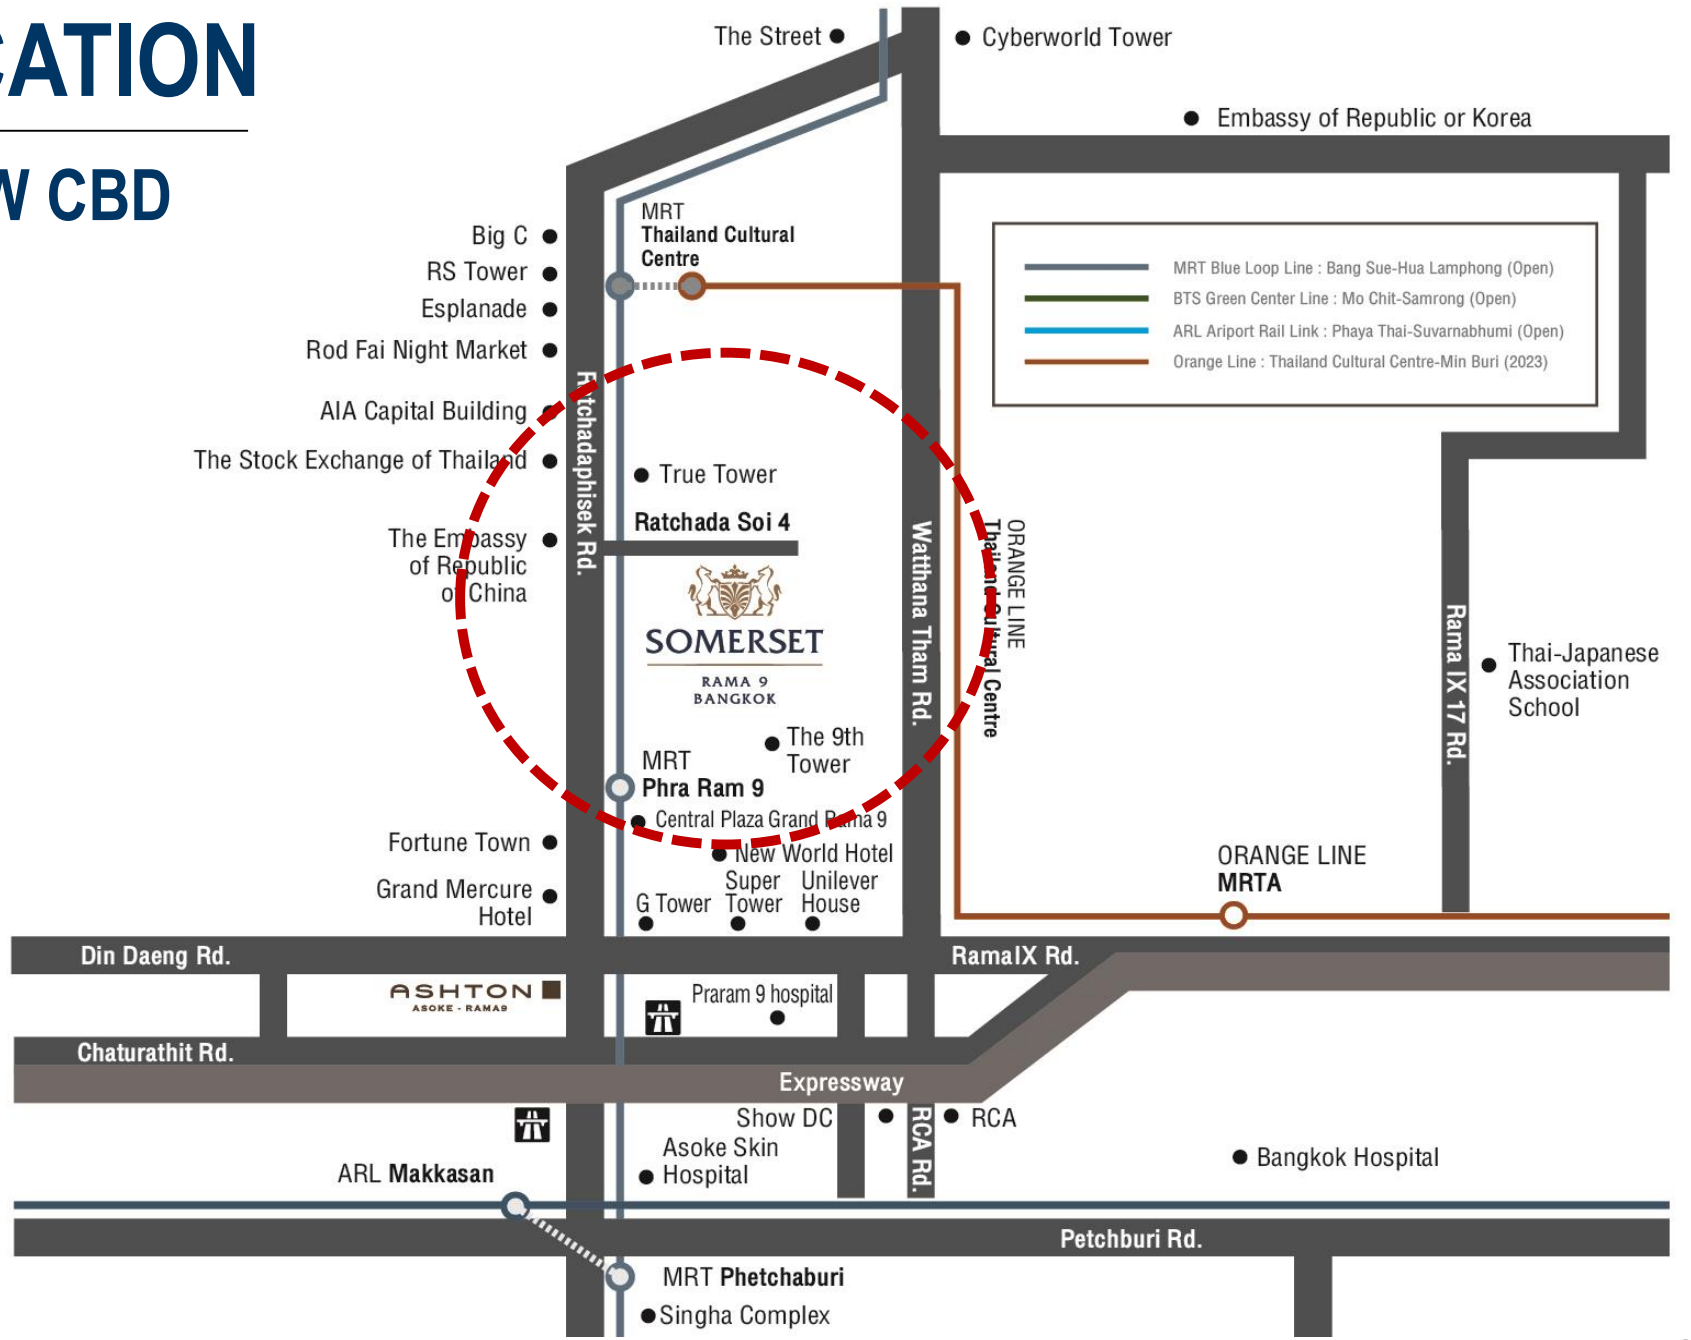 CATION
W CBD
The Street
Cyberworld Tower
Embassy of Republic or Korea
MRT
Thailand Cultural
Centre
Big C
RS Tower
Esplanade
Rod Fai Night Market
AIA Capital Building
The Stock Exchange of Thailand
The Embassy
of Republic
of China
MRT Blue Loop Line : Bang Sue-Hua Lamphong (Open)
BTS Green Center Line : Mo Chit-Samrong (Open)
ARL Ariport Rail Link : Phaya Thai-Suvarnabhumi (Open)
Orange Line : Thailand Cultural Centre-Min Buri (2023)
Ratchadaphisek Rd.
True Tower
Ratchada Soi 4
SOMERSET
RAMA 9
BANGKOK
Watthana Tham Rd.
ORANGE LINE
Thailand Cultural Centre
Rama IX 17 Rd.
Thai-Japanese
Association
School
The 9th
Tower
MRT
Phra Ram 9
Central Plaza Grand Rama 9
New World Hotel
Fortune Town
Grand Mercure
Hotel
G Tower
Super
Tower
Unilever
House
ORANGE LINE
MRTA
Din Daeng Rd.
RamaIX Rd.
ASHTON
ASOKE - RAMA9
Praram 9 hospital
Chaturathit Rd.
Expressway
Show DC
RCA Rd.
RCA
Asoke Skin
Hospital
Bangkok Hospital
ARL Makkasan
Petchburi Rd.
MRT Phetchaburi
Singha Complex